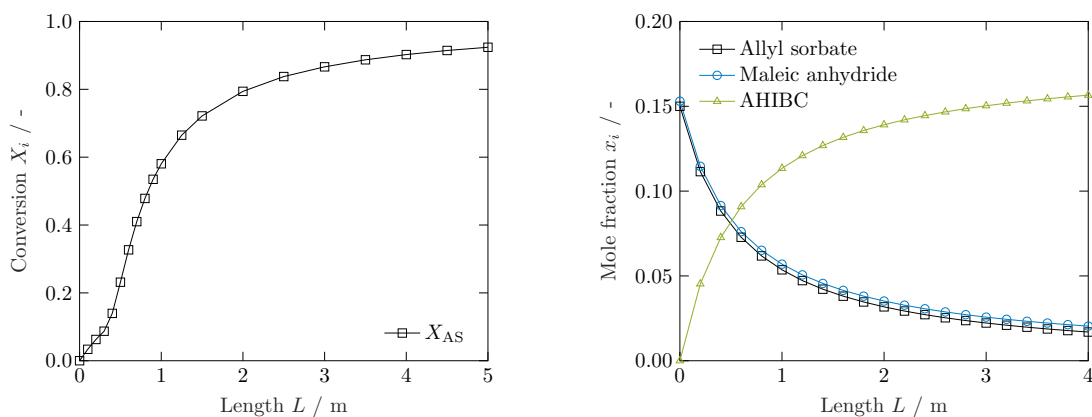 Conversion X_i / -
1.0
0.8
0.6
0.4
0.2
0.0
X_AS
0 1 2 3 4 5
Length L / m
Mole fraction x_i / -
0.20
0.15
0.10
0.05
0.00
Allyl sorbate
Maleic anhydride
AHIBC
0 1 2 3 4
Length L / m